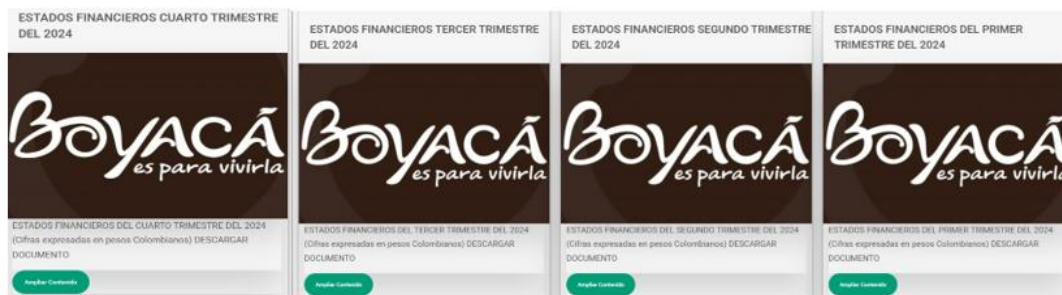 ESTADOS FINANCIEROS CUARTO TRIMESTRE
DEL 2024
BOYACÁ
es para vivirla
ESTADOS FINANCIEROS DEL CUARTO TRIMESTRE DEL 2024
(Cifras expresadas en pesos Colombianos) DESCARGAR
DOCUMENTO
Ampliar Contenido
ESTADOS FINANCIEROS TERCER TRIMESTRE
DEL 2024
BOYACÁ
es para vivirla
ESTADOS FINANCIEROS DEL TERCER TRIMESTRE DEL 2024
(Cifras expresadas en pesos Colombianos) DESCARGAR
DOCUMENTO
Ampliar Contenido
ESTADOS FINANCIEROS SEGUNDO TRIMESTRE
DEL 2024
BOYACÁ
es para vivirla
ESTADOS FINANCIEROS DEL SEGUNDO TRIMESTRE DEL 2024
(Cifras expresadas en pesos Colombianos) DESCARGAR
DOCUMENTO
Ampliar Contenido
ESTADOS FINANCIEROS DEL PRIMER
TRIMESTRE DEL 2024
BOYACÁ
es para vivirla
ESTADOS FINANCIEROS DEL PRIMER TRIMESTRE DEL 2024
(Cifras expresadas en pesos Colombianos) DESCARGAR
DOCUMENTO
Ampliar Contenido